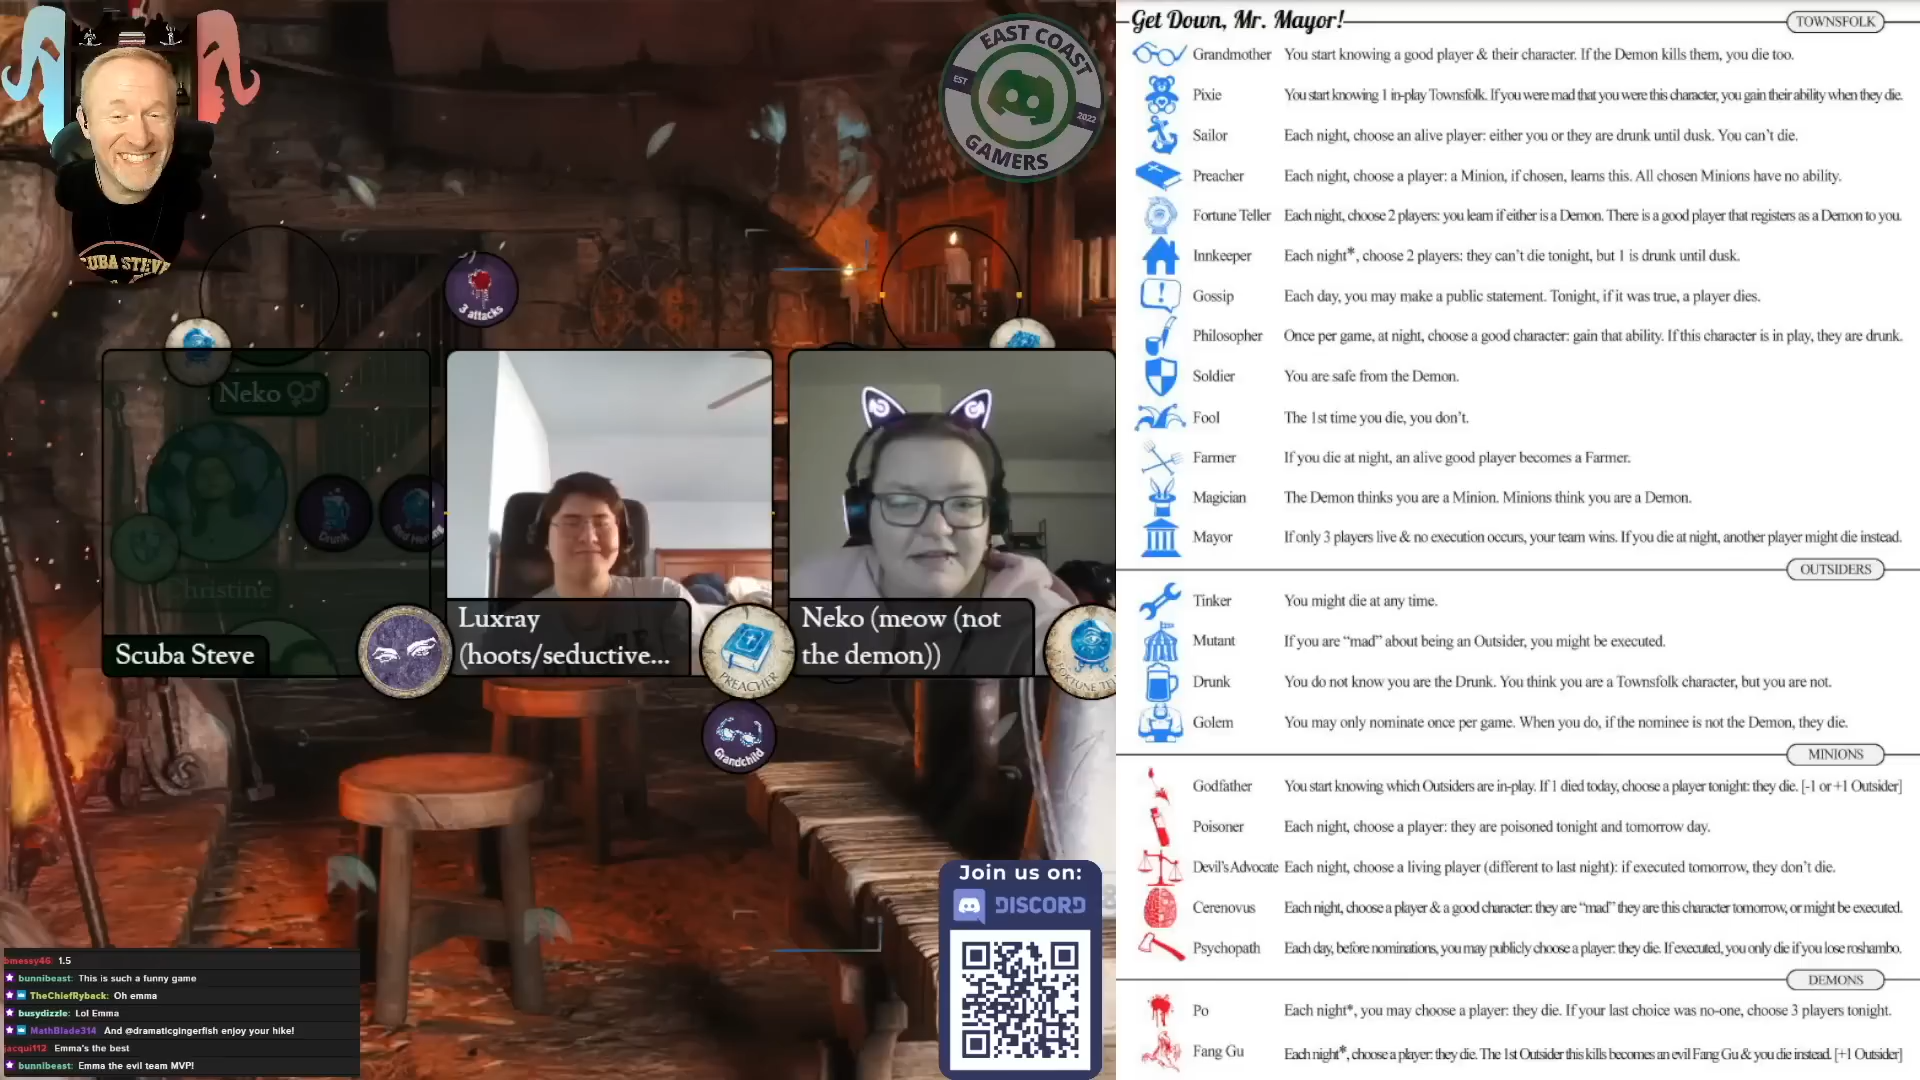 EAST COAST
EST
2022
GAMERS
SCUBA STEVE
3 attacks
Neko
Drunk
Red Herring
Christine
Scuba Steve
Luxray
(hoots/seductive...
PREACHER
Grandchild
Neko (meow (not
the demon))
Join us on:
DISCORD
bmessy46: 1.5
bunnibeast: This is such a funny game
TheChiefRyback: Oh emma
busydizzle: Lol Emma
MathBlade314 And @dramaticgingerfish enjoy your hike!
jacqui112 Emma's the best
bunnibeast: Emma the evil team MVP!
Get Down, Mr. Mayor!
TOWNSFOLK
Grandmother You start knowing a good player & their character. If the Demon kills them, you die too.
Pixie You start knowing 1 in-play Townsfolk. If you were mad that you were this character, you gain their ability when they die.
Sailor Each night, choose an alive player: either you or they are drunk until dusk. You can't die.
Preacher Each night, choose a player: a Minion, if chosen, learns this. All chosen Minions have no ability.
Fortune Teller Each night, choose 2 players: you learn if either is a Demon. There is a good player that registers as a Demon to you.
Innkeeper Each night*, choose 2 players: they can't die tonight, but 1 is drunk until dusk.
Gossip Each day, you may make a public statement. Tonight, if it was true, a player dies.
Philosopher Once per game, at night, choose a good character: gain that ability. If this character is in play, they are drunk.
Soldier You are safe from the Demon.
Fool The 1st time you die, you don't.
Farmer If you die at night, an alive good player becomes a Farmer.
Magician The Demon thinks you are a Minion. Minions think you are a Demon.
Mayor If only 3 players live & no execution occurs, your team wins. If you die at night, another player might die instead.
OUTSIDERS
Tinker You might die at any time.
Mutant If you are “mad” about being an Outsider, you might be executed.
Drunk You do not know you are the Drunk. You think you are a Townsfolk character, but you are not.
Golem You may only nominate once per game. When you do, if the nominee is not the Demon, they die.
MINIONS
Godfather You start knowing which Outsiders are in-play. If 1 died today, choose a player tonight: they die. [-1 or +1 Outsider]
Poisoner Each night, choose a player: they are poisoned tonight and tomorrow day.
Devil's Advocate Each night, choose a living player (different to last night): if executed tomorrow, they don't die.
Cerenovus Each night, choose a player & a good character: they are “mad” they are this character tomorrow, or might be executed.
Psychopath Each day, before nominations, you may publicly choose a player: they die. If executed, you only die if you lose roshambo.
DEMONS
Po Each night*, you may choose a player: they die. If your last choice was no-one, choose 3 players tonight.
Fang Gu Each night*, choose a player: they die. The 1st Outsider this kills becomes an evil Fang Gu & you die instead. [+1 Outsider]